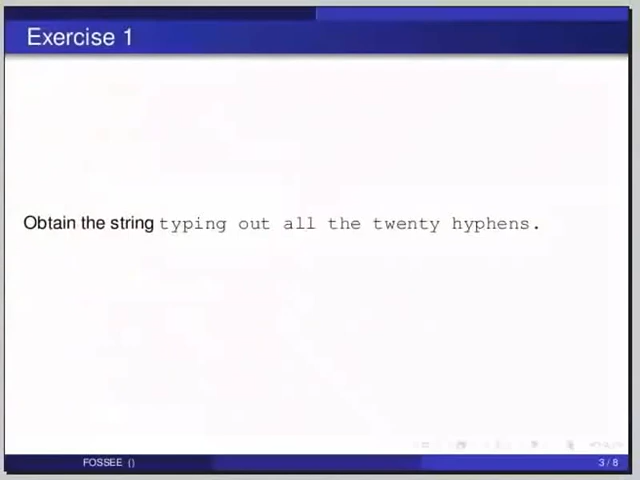 Exercise 1
Obtain the string typing out all the twenty hyphens.
FOSSEE ()
3 / 8